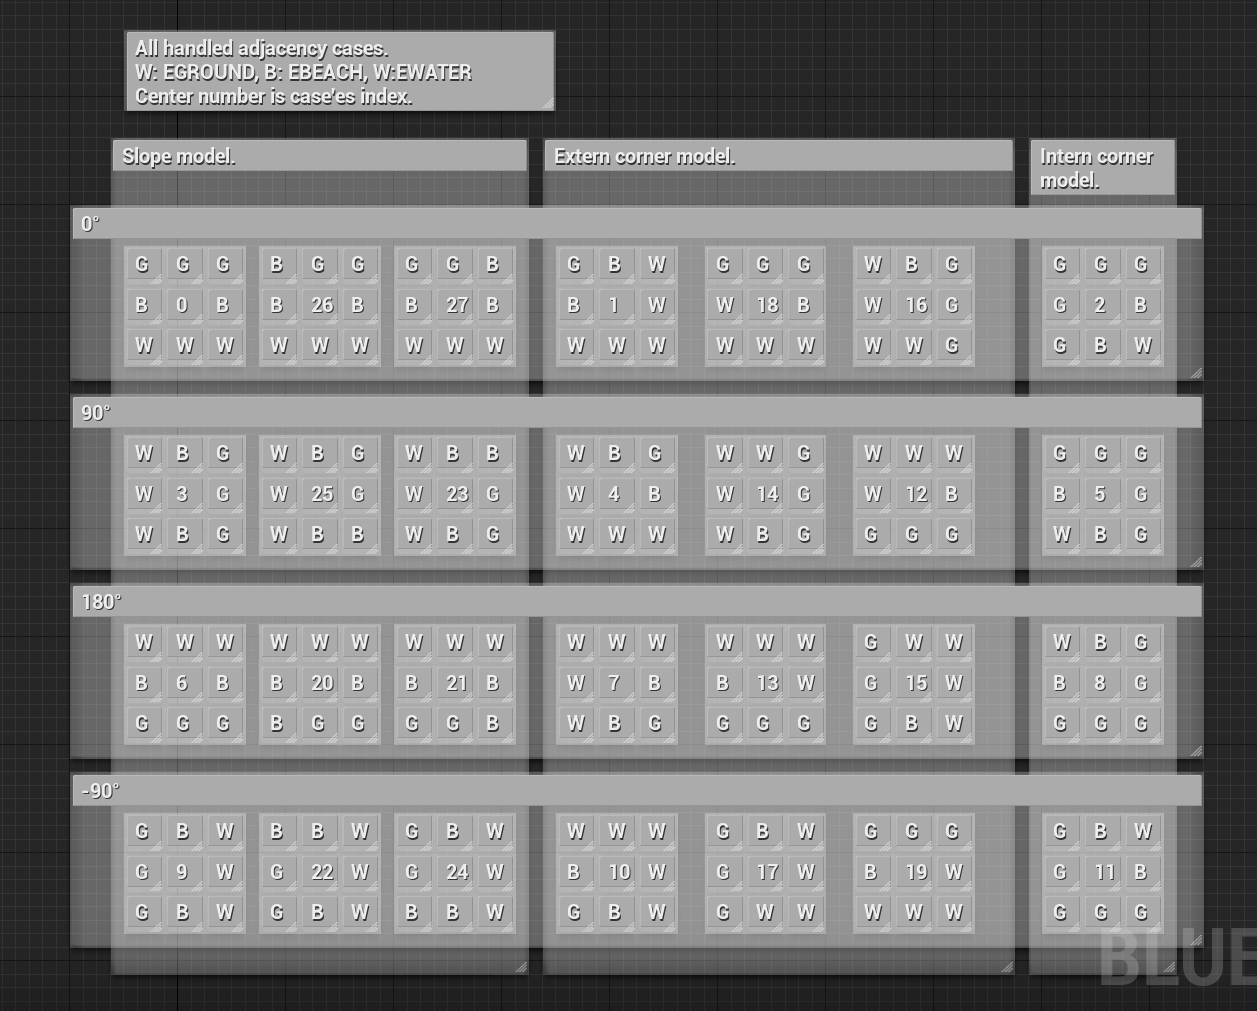 All handled adjacency cases.
W: EGROUND, B: EBEACH, W:EWATER
Center number is case'es index.
Slope model. Extern corner model. Intern corner
model.
0°
G G G B G G G G B G B W G G G W B G G G G
B 0 B B 26 B B 27 B B 1 W W 18 B W 16 G G 2 B
W W W W W W W W W W W W W W W W W G G B W
90°
W B G W B G W B B W B G W W G W W W G G G
W 3 G W 25 G W 23 G W 4 B W 14 G W 12 B B 5 G
W B G W B B W B G W W W W B G G G G W B G
180°
W W W W W W W W W W W W W W W G W W W B G
B 6 B B 20 B B 21 B W 7 B B 13 W G 15 W B 8 G
G G G B G G G G B W B G G G G G B W G G G
-90°
G B W B B W G B W W W W G B W G G G G B W
G 9 W G 22 W G 24 W B 10 W G 17 W B 19 W G 11 B
G B W G B W B B W G B W G W W W W W G G G
BLUE